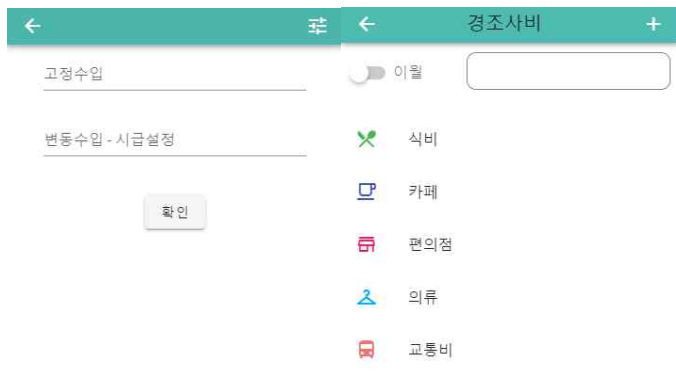 고정수입
변동수입 - 시급설정
확인
경조사비
이월
식비
카페
편의점
의류
교통비